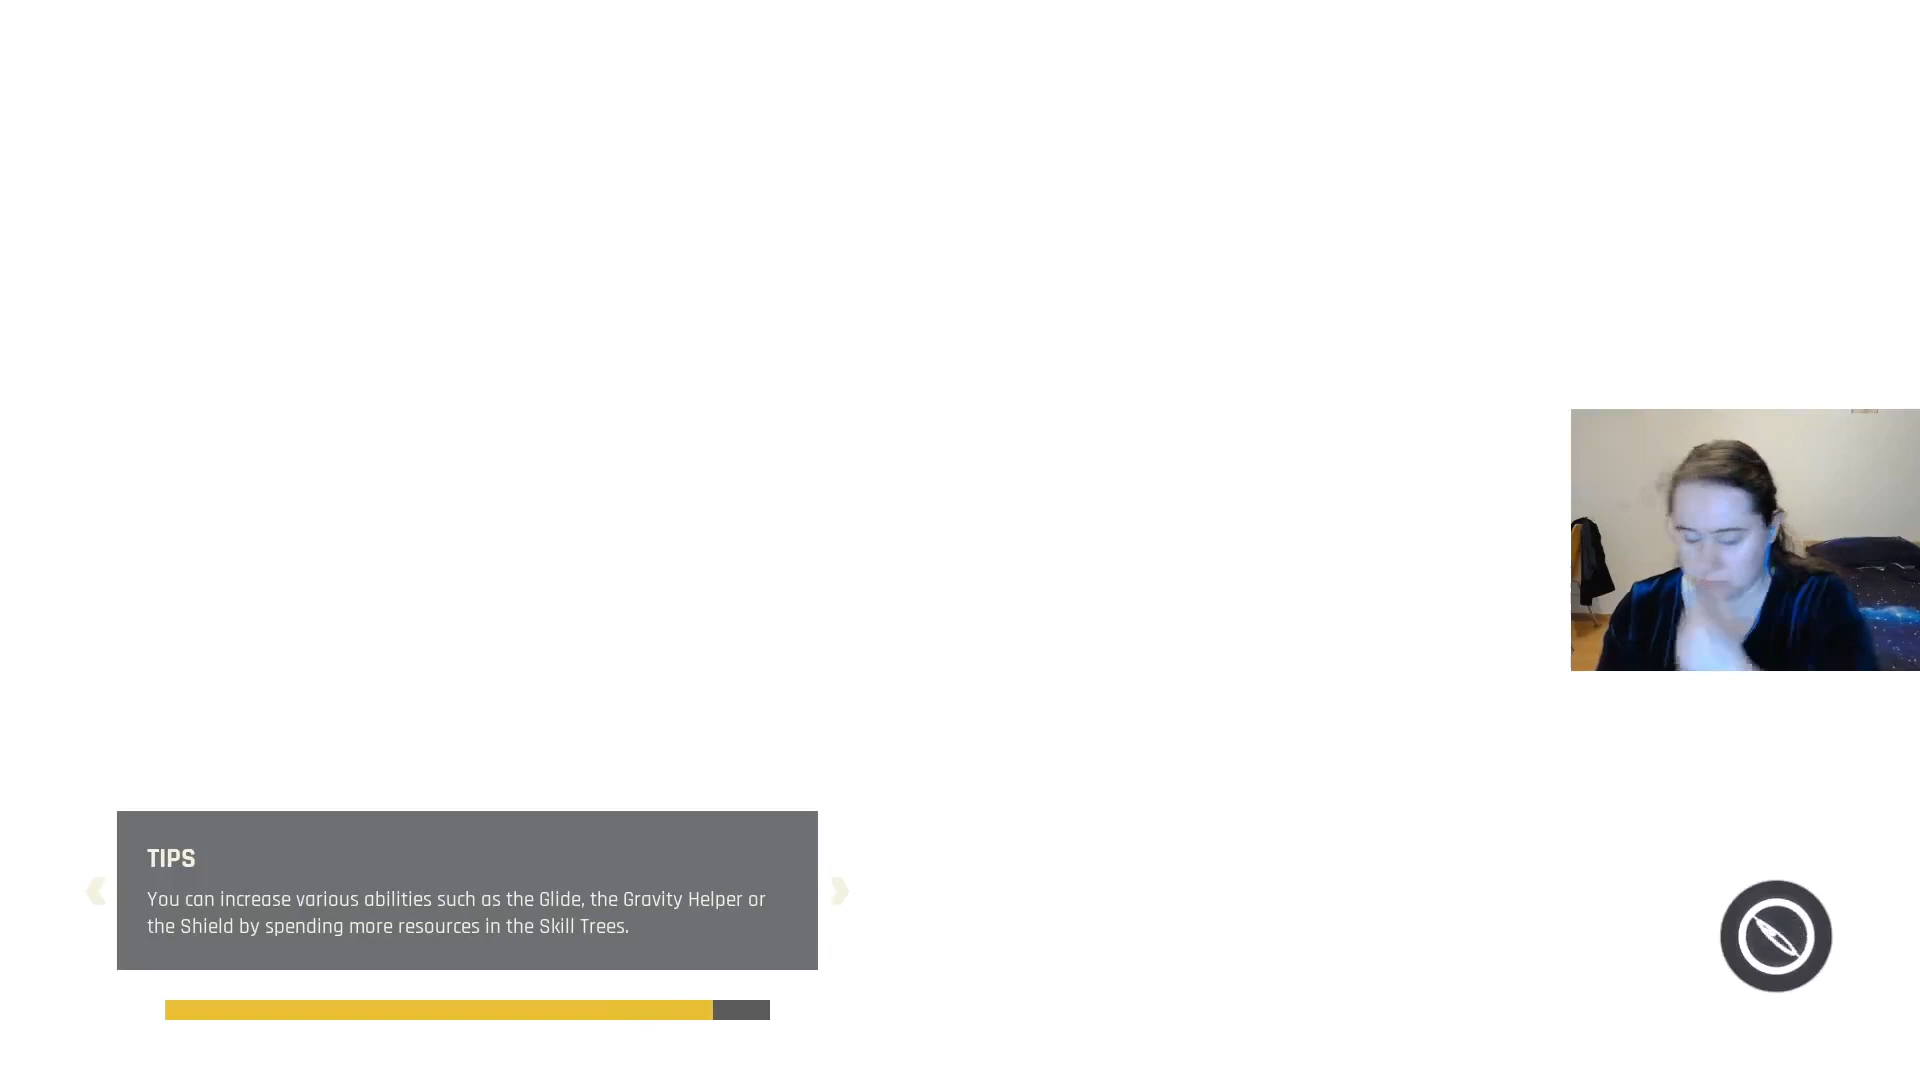 TIPS
You can increase various abilities such as the Glide, the Gravity Helper or
the Shield by spending more resources in the Skill Trees.